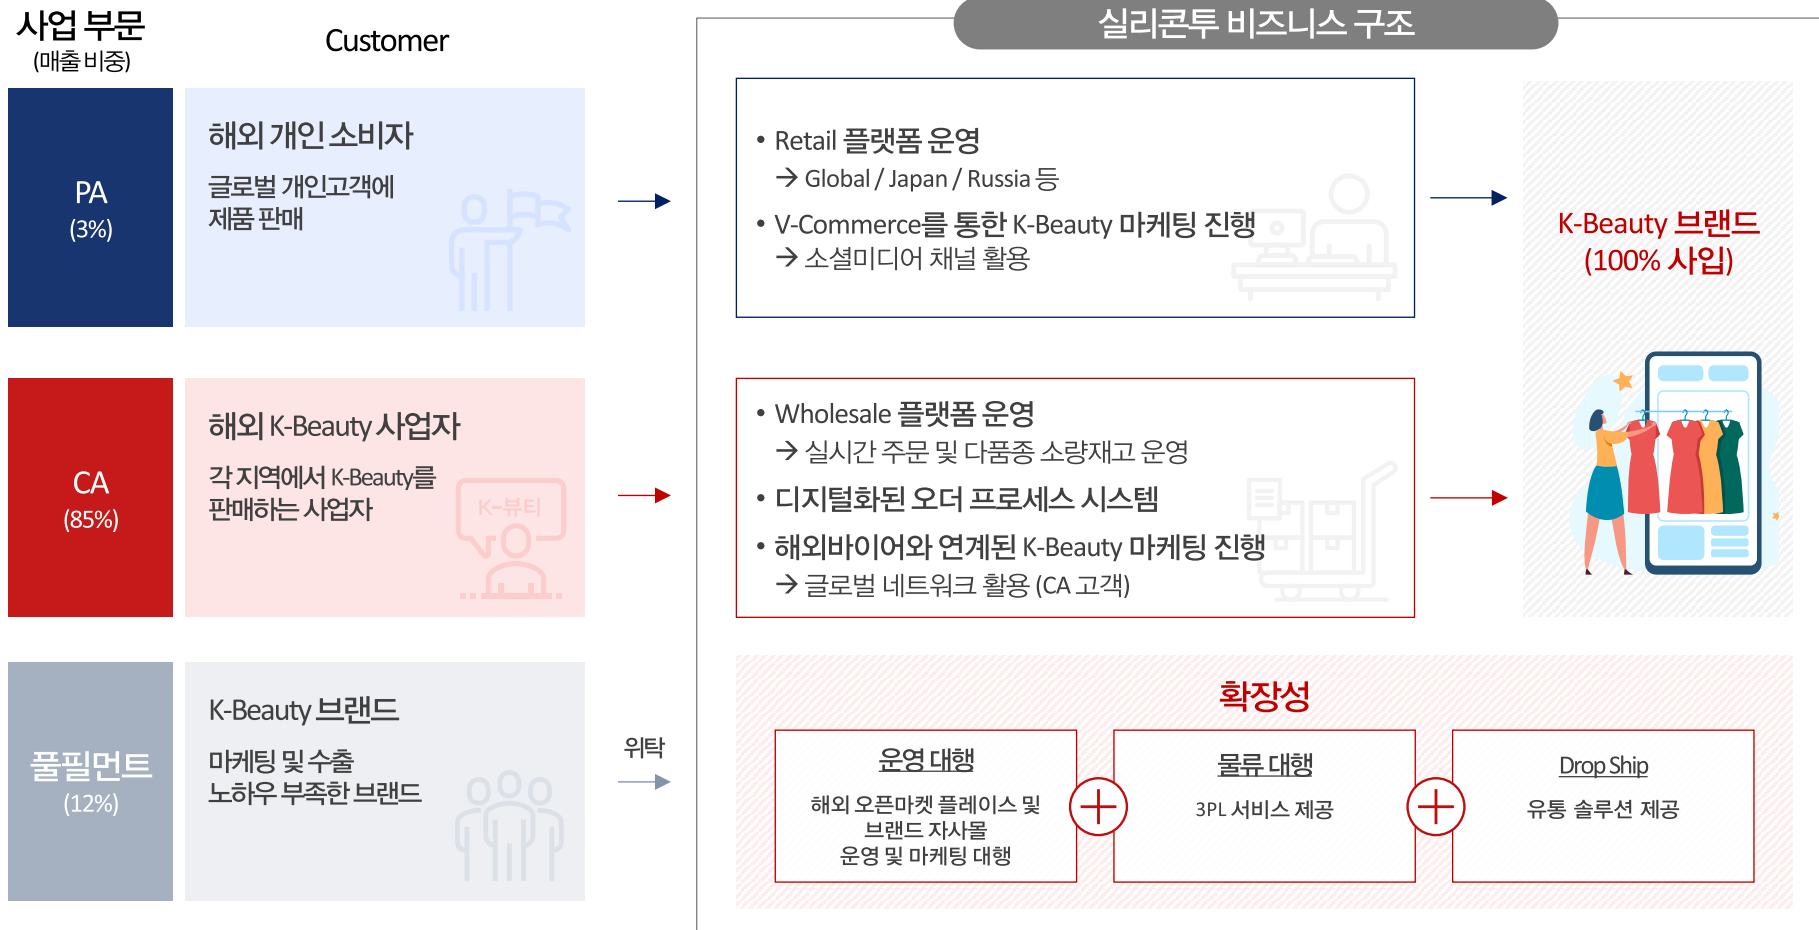 사업 부문
(매출 비중)
Customer
실리콘투 비즈니스 구조
PA
(3%)
해외 개인 소비자
글로벌 개인고객에
제품 판매
• Retail 플랫폼 운영
→ Global / Japan / Russia 등
• V-Commerce를 통한 K-Beauty 마케팅 진행
→ 소셜미디어 채널 활용
K-Beauty 브랜드
(100% 사입)
CA
(85%)
해외 K-Beauty 사업자
각 지역에서 K-Beauty를
판매하는 사업자
K-뷰티
• Wholesale 플랫폼 운영
→ 실시간 주문 및 다품종 소량재고 운영
• 디지털화된 오더 프로세스 시스템
• 해외바이어와 연계된 K-Beauty 마케팅 진행
→ 글로벌 네트워크 활용 (CA 고객)
풀필먼트
(12%)
K-Beauty 브랜드
마케팅 및 수출
노하우 부족한 브랜드
위탁
확장성
운영 대행
해외 오픈마켓 플레이스 및
브랜드 자사몰
운영 및 마케팅 대행
물류 대행
3PL 서비스 제공
Drop Ship
유통 솔루션 제공